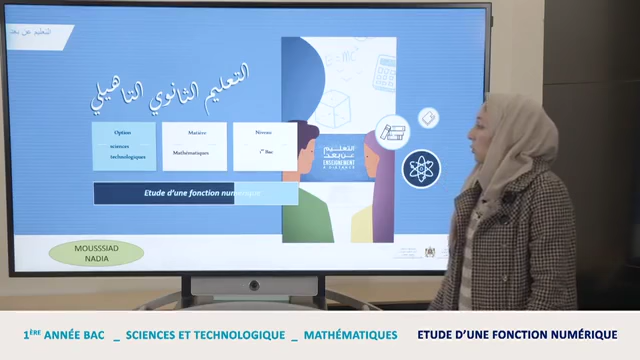 التعليم عن بعد
التعليم الثانوي التأهيلي
Option
sciences
technologiques
Matière
Mathématiques
Niveau
1er Bac
Etude d'une fonction numérique
التعليم
عن بعد
ENSEIGNEMENT
À DISTANCE
MOUSSSIAD
NADIA
1ÈRE ANNÉE BAC _ SCIENCES ET TECHNOLOGIQUE _ MATHÉMATIQUES ETUDE D'UNE FONCTION NUMÉRIQUE